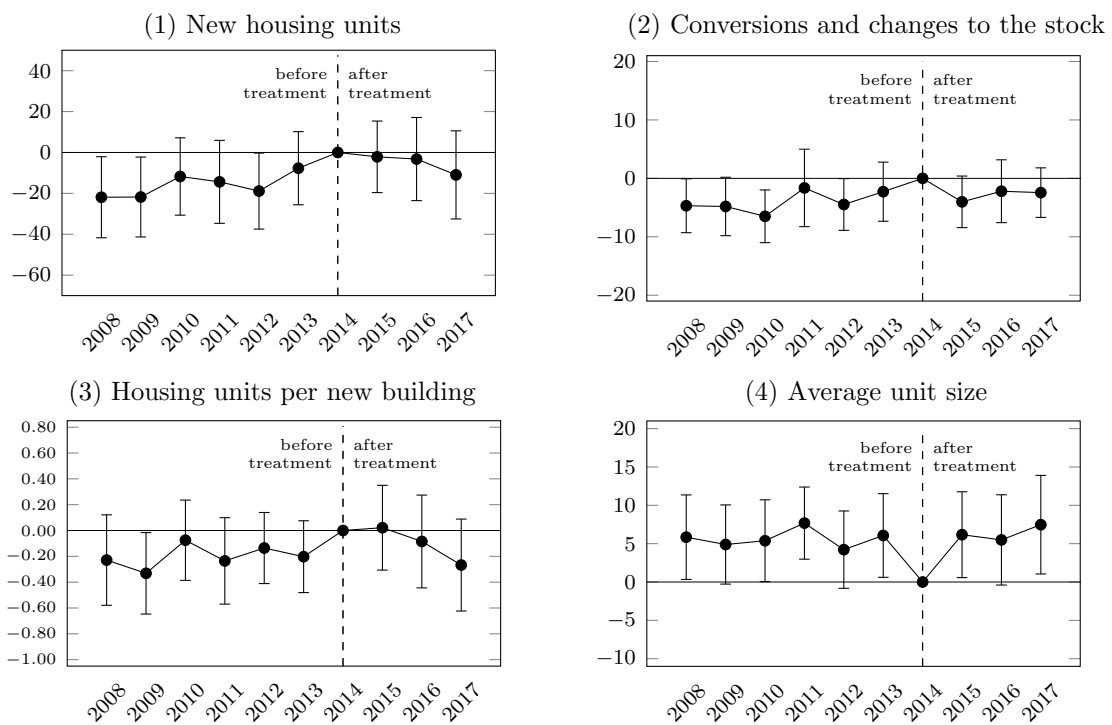 (1) New housing units
40
20
0
−20
−40
−60
before treatment
after treatment
2008 2009 2010 2011 2012 2013 2014 2015 2016 2017
(2) Conversions and changes to the stock
20
10
0
−10
−20
before treatment
after treatment
2008 2009 2010 2011 2012 2013 2014 2015 2016 2017
(3) Housing units per new building
0.80
0.60
0.40
0.20
0.00
−0.20
−0.40
−0.60
−0.80
−1.00
before treatment
after treatment
2008 2009 2010 2011 2012 2013 2014 2015 2016 2017
(4) Average unit size
20
15
10
5
0
−5
−10
before treatment
after treatment
2008 2009 2010 2011 2012 2013 2014 2015 2016 2017